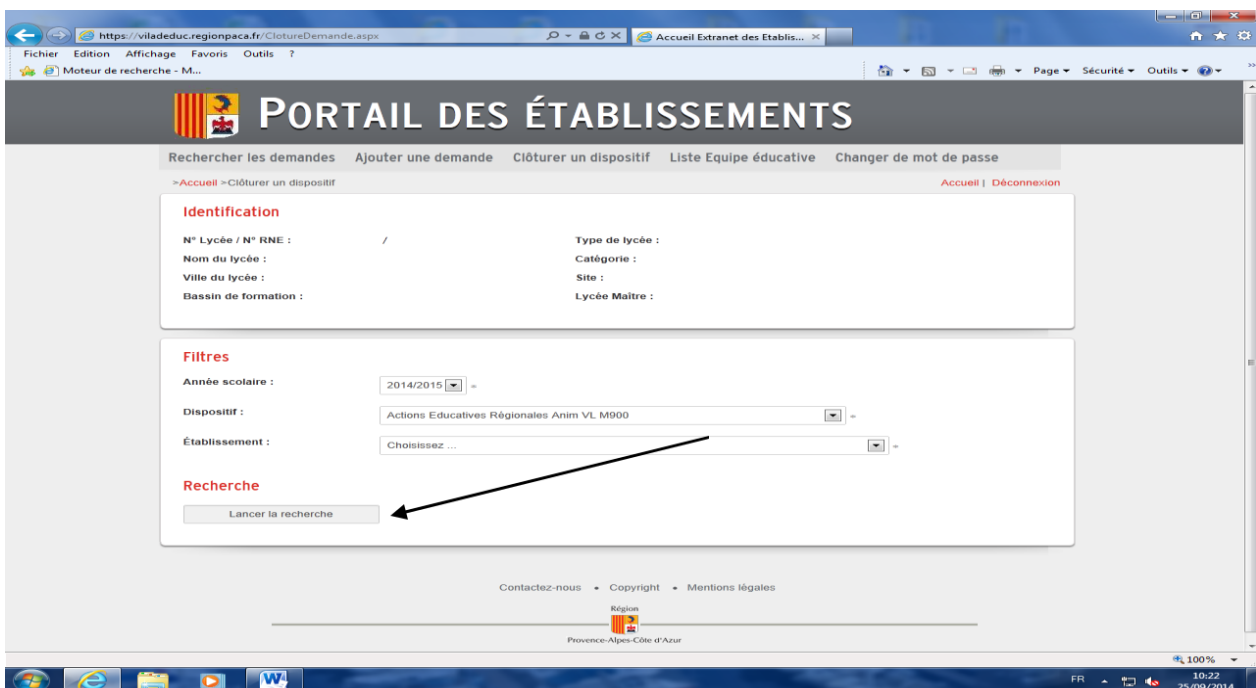 https://viladeduc.regionpaca.fr/ClotureDemande.aspx
Accueil Extranet des Etablis...
Fichier Edition Affichage Favoris Outils ?
Moteur de recherche - M...
Page Sécurité Outils
PORTAIL DES ÉTABLISSEMENTS
Rechercher les demandes Ajouter une demande Clôturer un dispositif Liste Equipe éducative Changer de mot de passe
>Accueil >Clôturer un dispositif Accueil | Déconnexion
Identification
N° Lycée / N° RNE : / Type de lycée :
Nom du lycée : Catégorie :
Ville du lycée : Site :
Bassin de formation : Lycée Maître :
Filtres
Année scolaire : 2014/2015
Dispositif : Actions Educatives Régionales Anim VL M900
Établissement : Choisissez ...
Recherche
Lancer la recherche
Contactez-nous • Copyright • Mentions légales
Région
Provence-Alpes-Côte d'Azur
100%
FR 10:22
25/09/2014